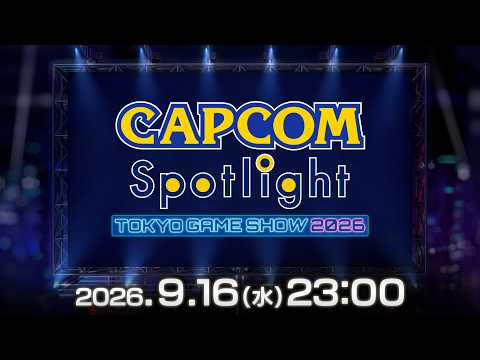 CAPCOM
Spotlight
TOKYO GAME SHOW 2026
2026.9.16(水)23:00